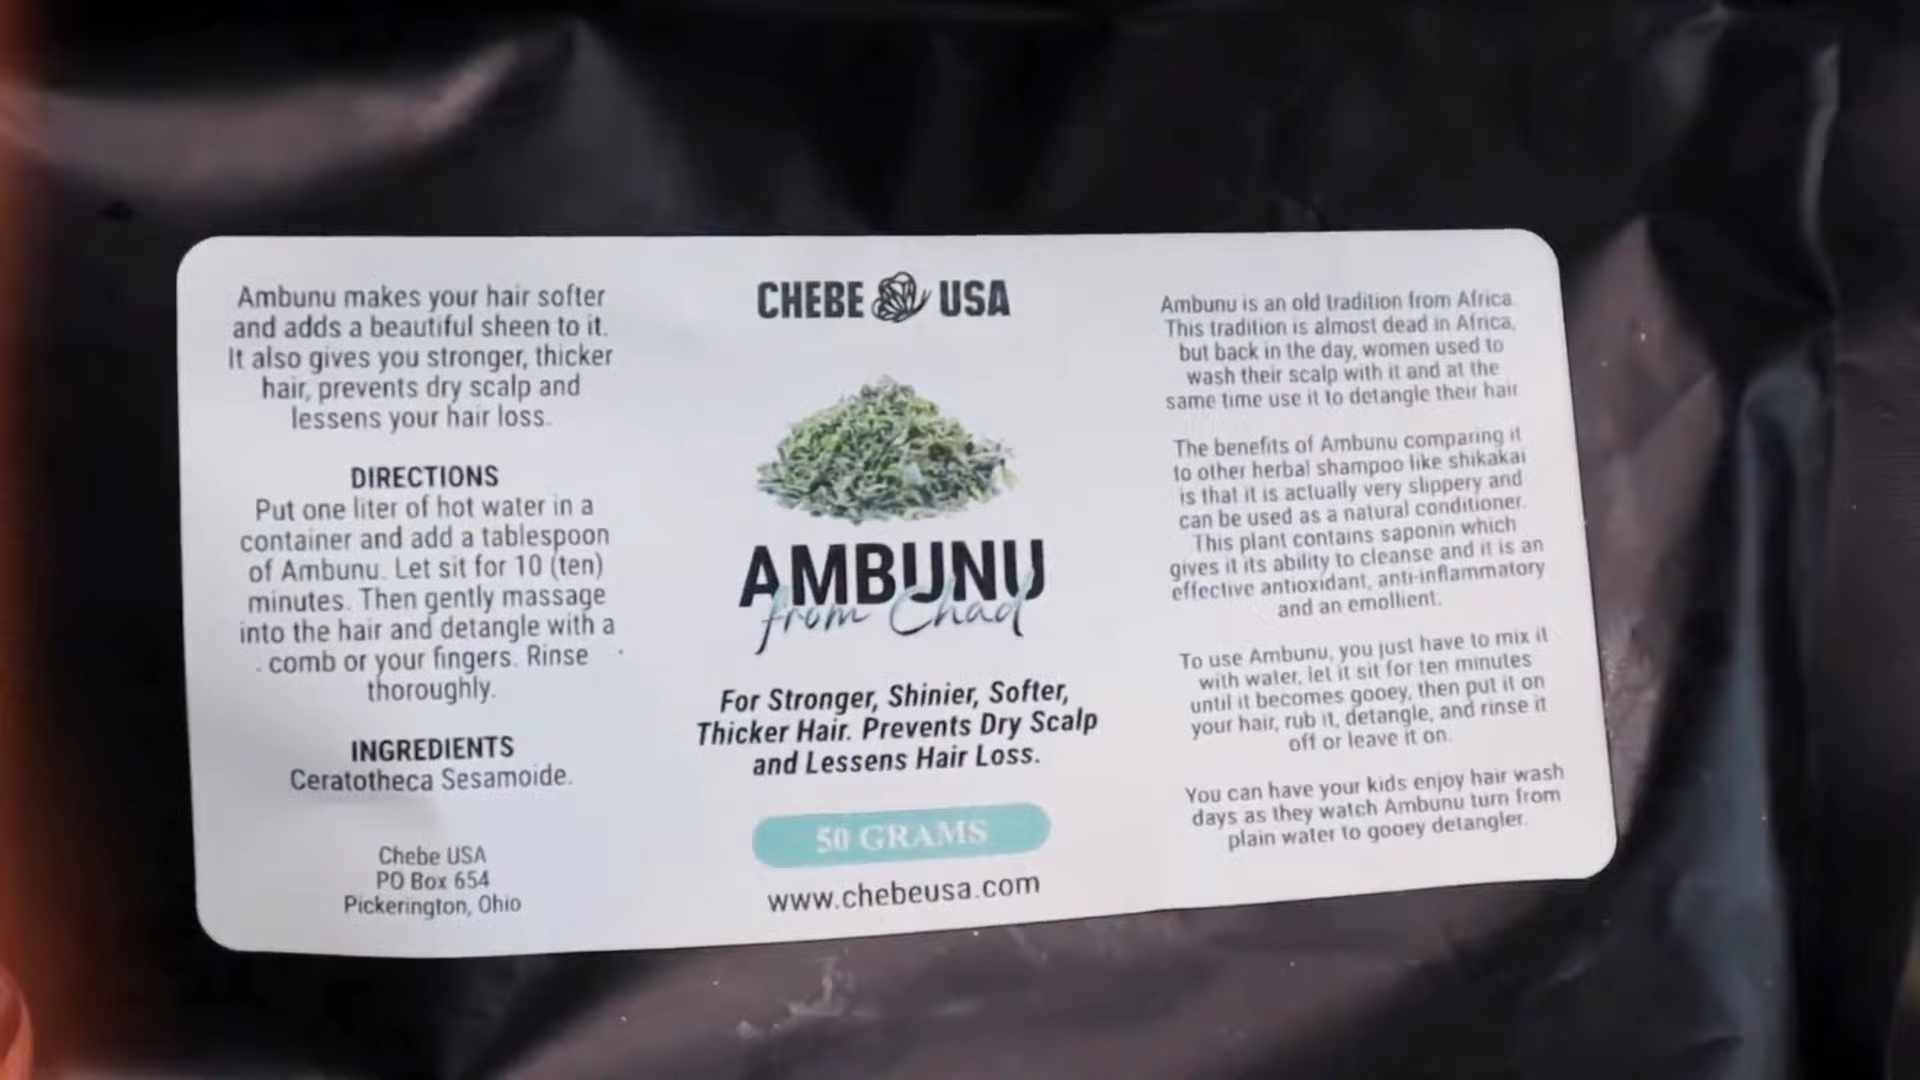 Ambunu makes your hair softer
and adds a beautiful sheen to it.
It also gives you stronger, thicker
hair, prevents dry scalp and
lessens your hair loss.
DIRECTIONS
Put one liter of hot water in a
container and add a tablespoon
of Ambunu. Let sit for 10 (ten)
minutes. Then gently massage
into the hair and detangle with a
comb or your fingers. Rinse
thoroughly.
INGREDIENTS
Ceratotheca Sesamoide.
Chebe USA
PO Box 654
Pickerington, Ohio
CHEBE USA
AMBUNU
from Chad
For Stronger, Shinier, Softer,
Thicker Hair. Prevents Dry Scalp
and Lessens Hair Loss.
50 GRAMS
www.chebeusa.com
Ambunu is an old tradition from Africa.
This tradition is almost dead in Africa,
but back in the day, women used to
wash their scalp with it and at the
same time use it to detangle their hair
The benefits of Ambunu comparing it
to other herbal shampoo like shikakai
is that it is actually very slippery and
can be used as a natural conditioner.
This plant contains saponin which
gives it its ability to cleanse and it is an
effective antioxidant, anti-inflammatory
and an emollient.
To use Ambunu, you just have to mix it
with water, let it sit for ten minutes
until it becomes gooey, then put it on
your hair, rub it, detangle, and rinse it
off or leave it on.
You can have your kids enjoy hair wash
days as they watch Ambunu turn from
plain water to gooey detangler.